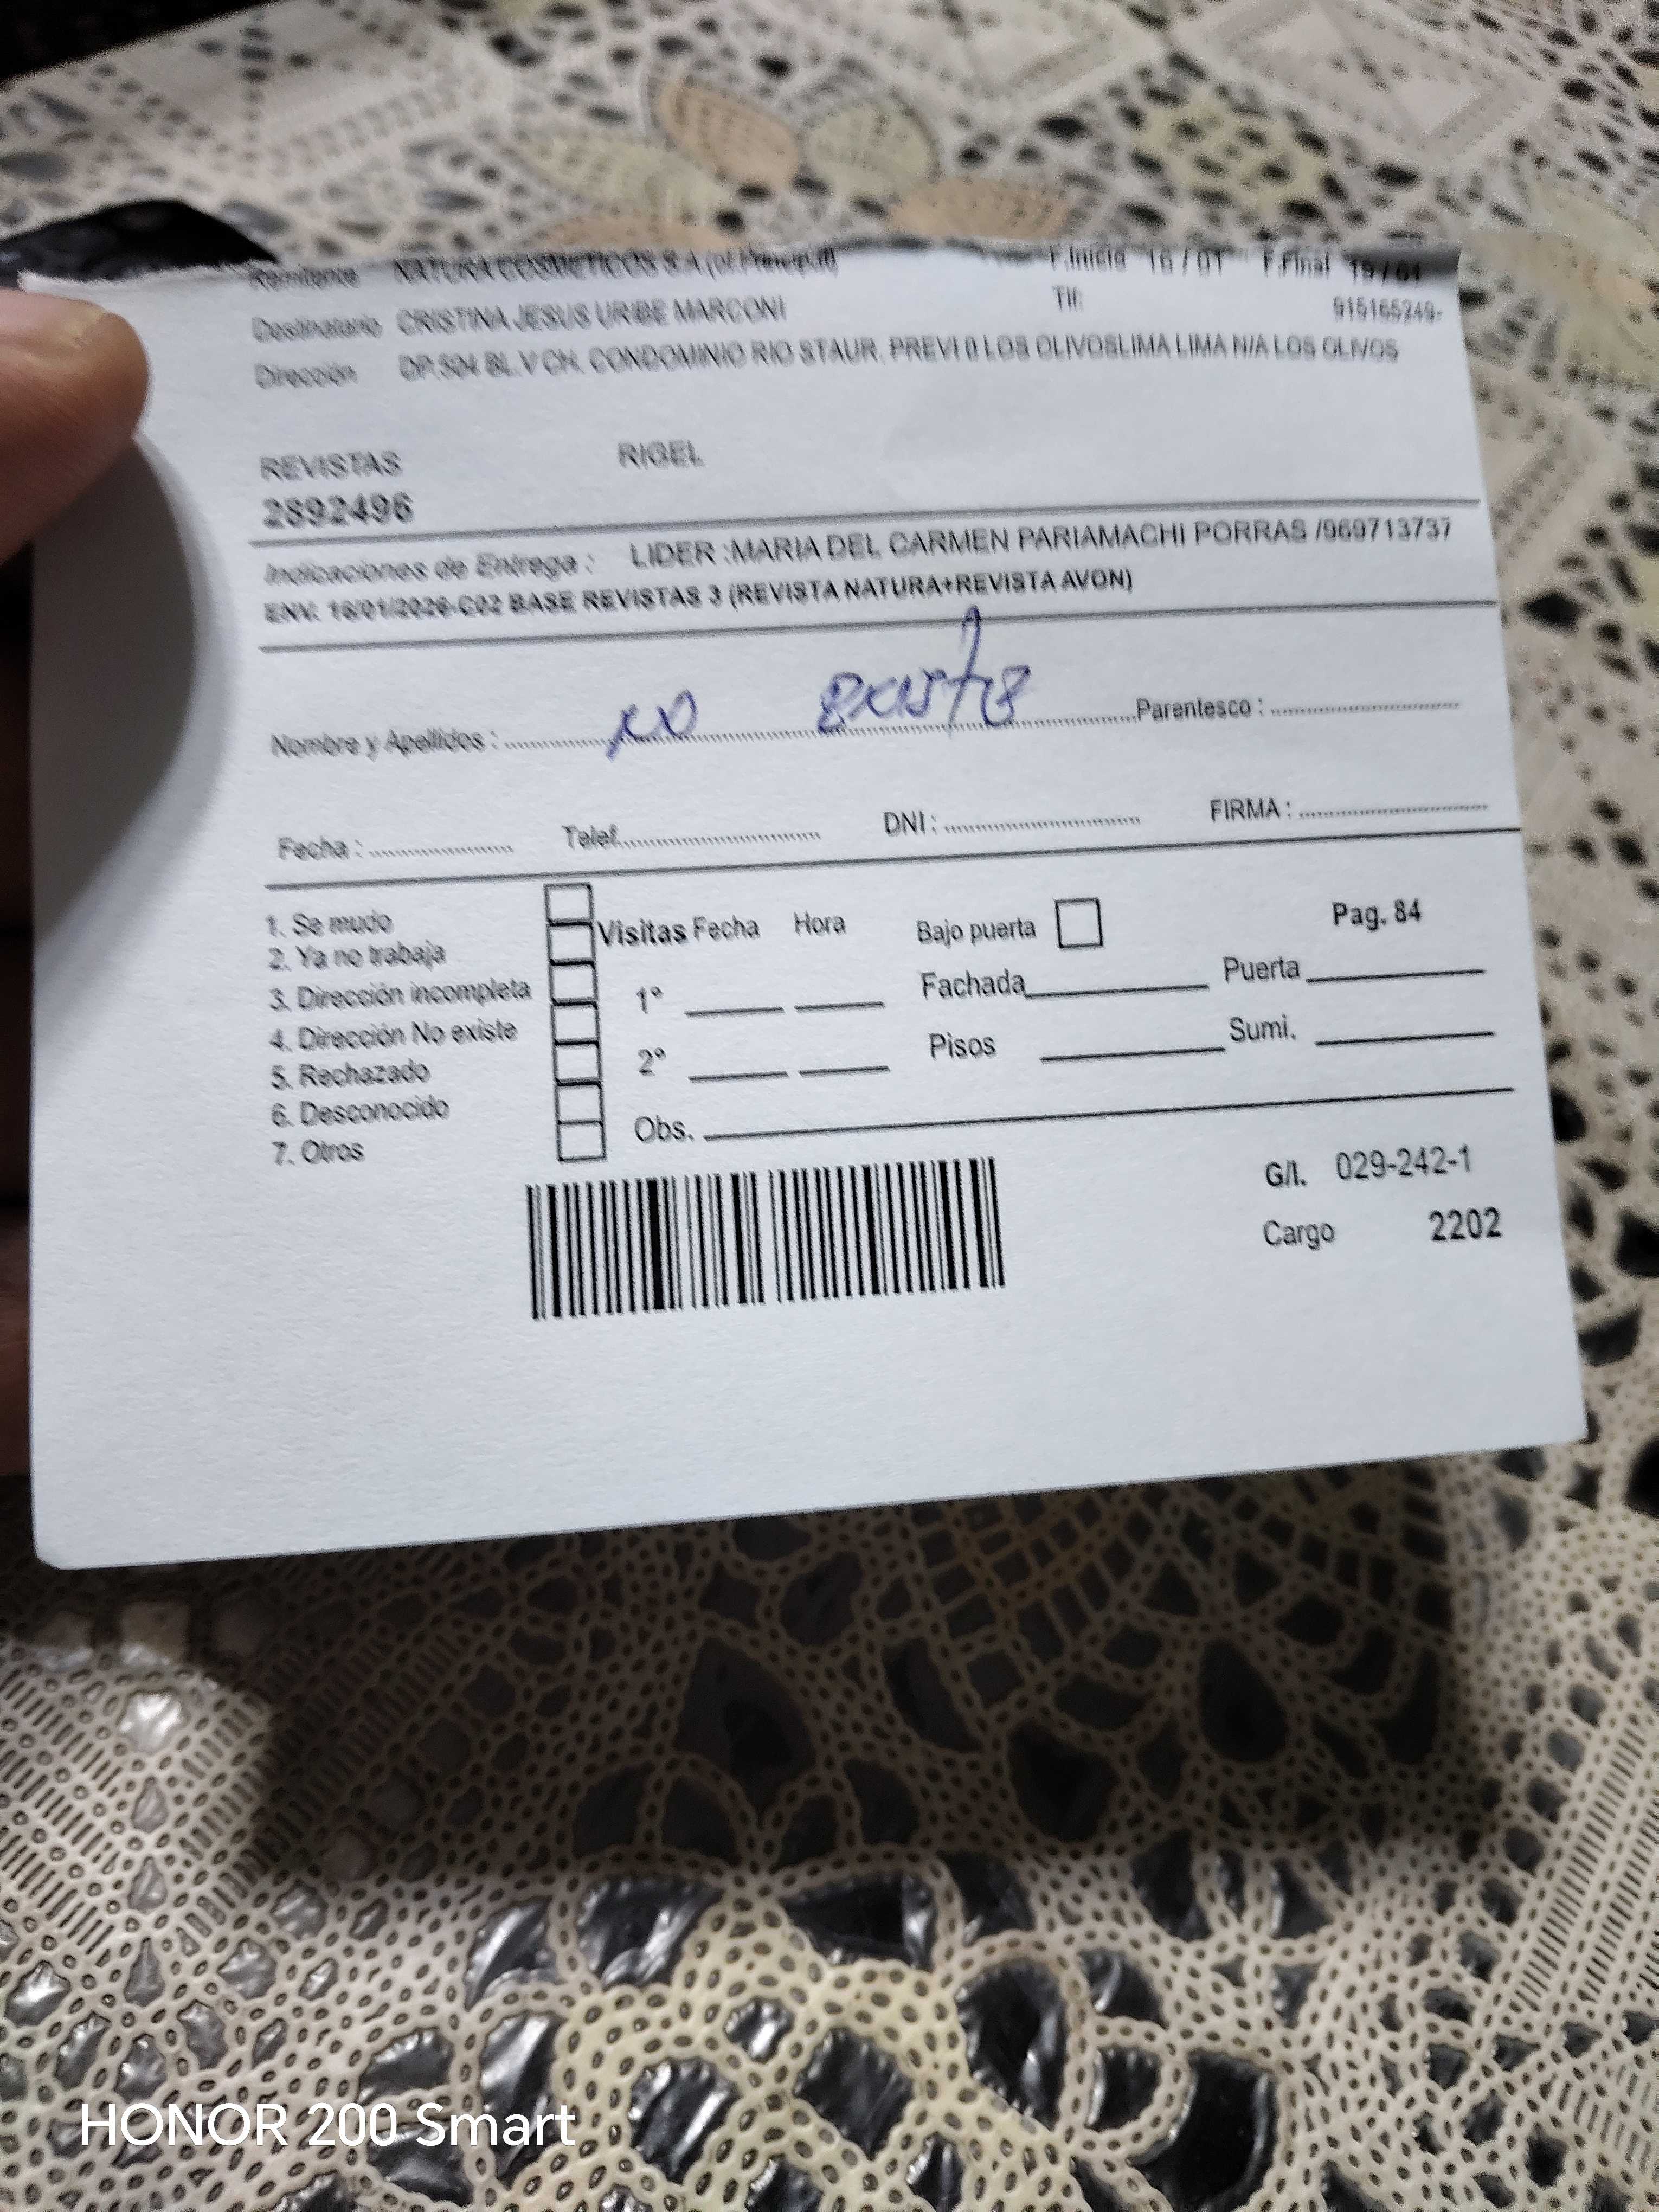 Remitente NATURA COSMETICOS S.A (of.Principal) F.Inicio 16 / 01 F.Final 19 / 01
Destinatario CRISTINA JESUS URIBE MARCONI Tlf: 915165249-
Dirección DP.504 BL.V CH. CONDOMINIO RIO STAUR. PREVI 0 LOS OLIVOSLIMA LIMA N/A LOS OLIVOS
REVISTAS RIGEL
2892496
Indicaciones de Entrega : LIDER :MARIA DEL CARMEN PARIAMACHI PORRAS /969713737
ENV. 16/01/2026-C02 BASE REVISTAS 3 (REVISTA NATURA+REVISTA AVON)
Nombre y Apellidos : no existe Parentesco :
Fecha : Telef. DNI : FIRMA :
1. Se mudo
2. Ya no trabaja Visitas Fecha Hora Bajo puerta Pag. 84
3. Dirección incompleta 1° Fachada Puerta
4. Dirección No existe
5. Rechazado 2° Pisos Sumi.
6. Desconocido
7. Otros Obs.
G/I. 029-242-1
Cargo 2202
HONOR 200 Smart